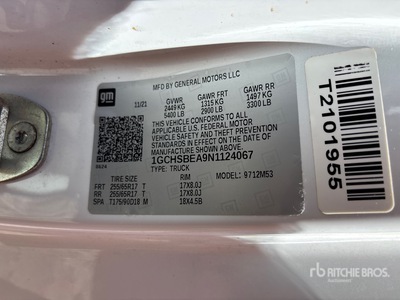 gm
MFD BY GENERAL MOTORS LLC
11/21
GVWR GAWR FRT GAWR RR
2449 KG 1315 KG 1497 KG
5400 LB 2900 LB 3300 LB
THIS VEHICLE CONFORMS TO ALL
APPLICABLE U.S. FEDERAL MOTOR
VEHICLE SAFETY AND THEFT PREVENTION
STANDARDS IN EFFECT ON THE DATE OF
MANUFACTURE SHOWN ABOVE.
1GCHSBEA9N1124067
TYPE: TRUCK
MODEL: 9712M53
TIRE SIZE RIM
FRT 255/65R17 T 17X8.0J
RR 255/65R17 T 17X8.0J
SPA T175/90D18 M 18X4.5B
T2101955
rb RITCHIE BROS.